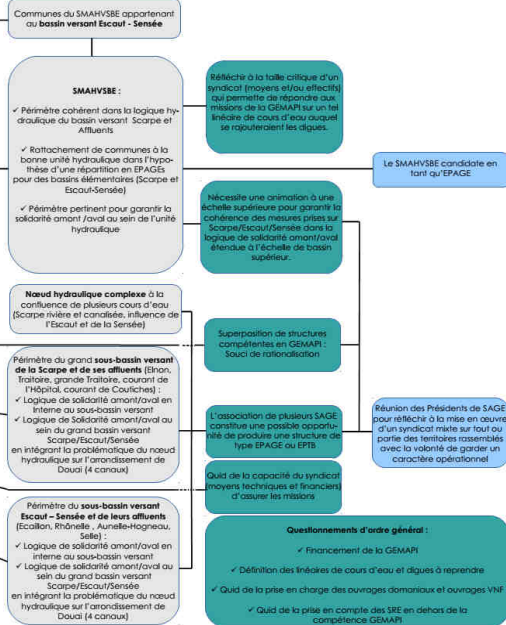 Communes du SMAHVSBE appartenant
au bassin versant Escaut - Sensée
SMAHVSBE :
✓ Périmètre cohérent dans la logique hy-
draulique du bassin versant Scarpe et
Affluents
✓ Rattachement de communes à la
bonne unité hydraulique dans l'hypo-
thèse d'une répartition en EPAGEs
pour des bassins élémentaires (Scarpe et
Escaut-Sensée)
✓ Périmètre pertinent pour garantir la
solidarité amont /aval au sein de l'unité
hydraulique
Réfléchir à la taille critique d'un
syndicat (moyens et/ou effectifs)
qui permette de répondre aux
missions de la GEMAPI sur un tel
linéaire de cours d'eau auquel
se rajouteraient les digues.
Le SMAHVSBE candidate en
tant qu'EPAGE
Nécessite une animation à une
échelle supérieure pour garantir la
cohérence des mesures prises sur
Scarpe/Escaut/Sensée dans la
logique de solidarité amont/aval
étendue à l'échelle de bassin
supérieur.
Nœud hydraulique complexe à la
confluence de plusieurs cours d'eau
(Scarpe rivière et canalisée, influence de
l'Escaut et de la Sensée)
Superposition de structures
compétentes en GEMAPI :
Souci de rationalisation
Périmètre du grand sous-bassin versant
de la Scarpe et de ses affluents (Elnon,
Traitoire, grande Traitoire, courant de
l'Hôpital, courant de Coutiches) :
✓ Logique de solidarité amont/aval en
interne au sous-bassin versant
✓ Logique de solidarité amont/aval au
sein du grand bassin versant
Scarpe/Escaut/Sensée
en intégrant la problématique du nœud
hydraulique sur l'arrondissement de
Douai (4 canaux)
L'association de plusieurs SAGE
constitue une possible opportu-
nité de produire une structure de
type EPAGE ou EPTB
Réunion des Présidents de SAGE
pour réfléchir à la mise en œuvre
d'un syndicat mixte sur tout ou
partie des territoires rassemblés
avec la volonté de garder un
caractère opérationnel
Quid de la capacité du syndicat
(moyens techniques et financiers)
d'assurer les missions
Périmètre du sous-bassin versant
Escaut – Sensée et de leurs affluents
(Ecaillon, Rhônelle , Aunelle-Hogneau,
Selle) :
✓ Logique de solidarité amont/aval en
interne au sous-bassin versant
✓ Logique de solidarité amont/aval au
sein du grand bassin versant
Scarpe/Escaut/Sensée
en intégrant la problématique du nœud
hydraulique sur l'arrondissement de
Douai (4 canaux)
Questionnements d'ordre général :
✓ Financement de la GEMAPI
✓ Définition des linéaires de cours d'eau et digues à reprendre
✓ Quid de la prise en charge des ouvrages domaniaux et ouvrages VNF
✓ Quid de la prise en compte des SRE en dehors de la
compétence GEMAPI